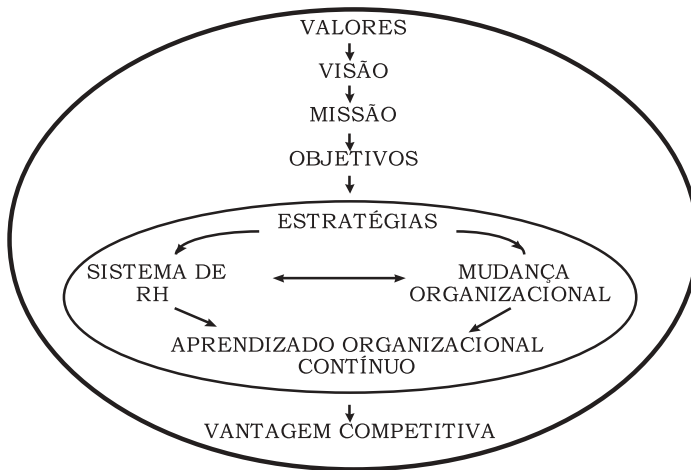 VALORES
VISÃO
MISSÃO
OBJETIVOS
ESTRATÉGIAS
SISTEMA DE
RH
MUDANÇA
ORGANIZACIONAL
APRENDIZADO ORGANIZACIONAL
CONTÍNUO
VANTAGEM COMPETITIVA